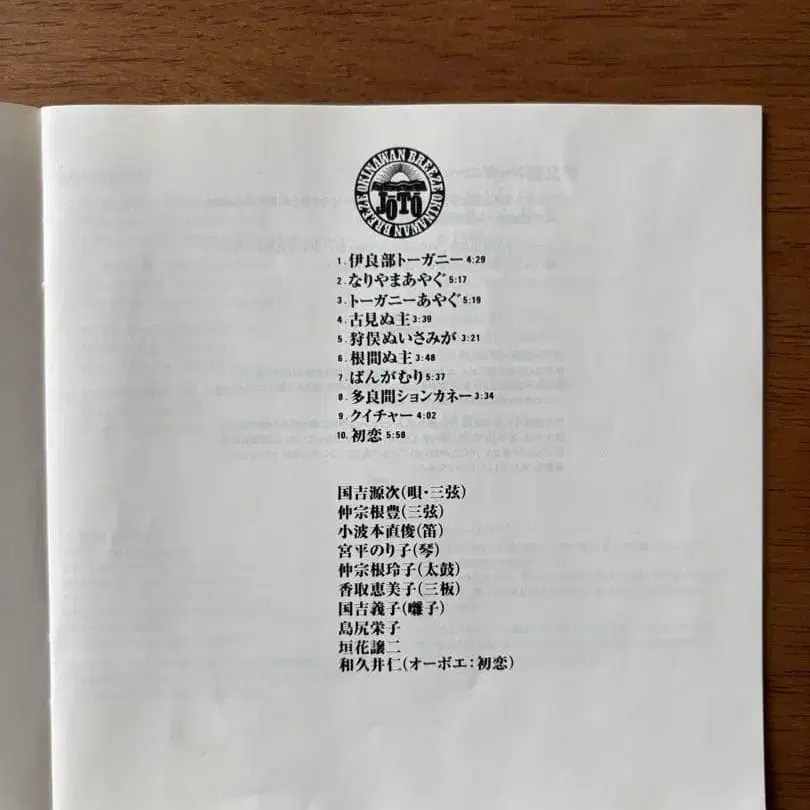 OKINAWAN BREEZE OKINAWAN BREEZE
JOTO
1. 伊良部トーガニー 4:29
2. なりやまあやぐ 5:17
3. トーガニーあやぐ 5:19
4. 古見ぬ主 3:39
5. 狩俣ぬいさみが 3:21
6. 根間ぬ主 3:48
7. ばんがむり 5:37
8. 多良間ションカネー 3:34
9. クイチャー 4:02
10. 初恋 5:58
国吉源次(唄・三弦)
仲宗根豊(三弦)
小波本直俊(笛)
宮平のり子(琴)
仲宗根玲子(太鼓)
香取恵美子(三板)
国吉義子(囃子)
島尻栄子
垣花譲二
和久井仁(オーボエ:初恋)